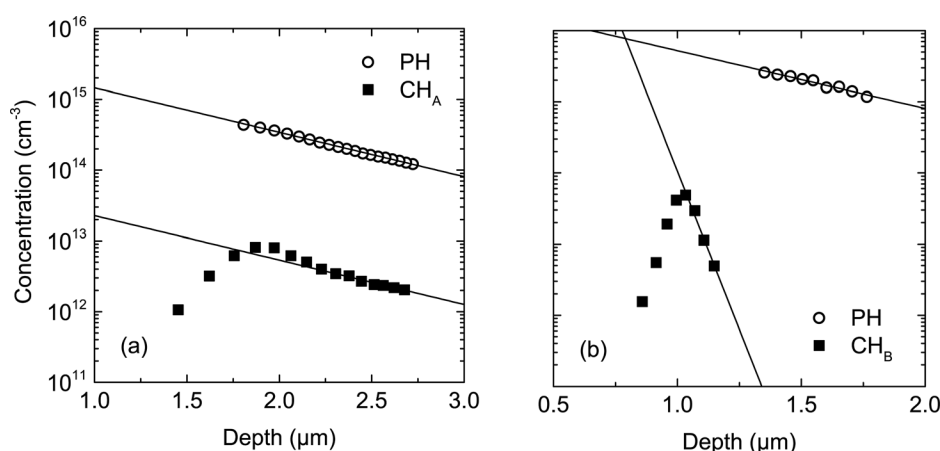 10^16
10^15
10^14
10^13
10^12
10^11
Concentration (cm^-3)
PH
CH_A
(a)
1.0 1.5 2.0 2.5 3.0
Depth (µm)
PH
CH_B
(b)
0.5 1.0 1.5 2.0
Depth (µm)